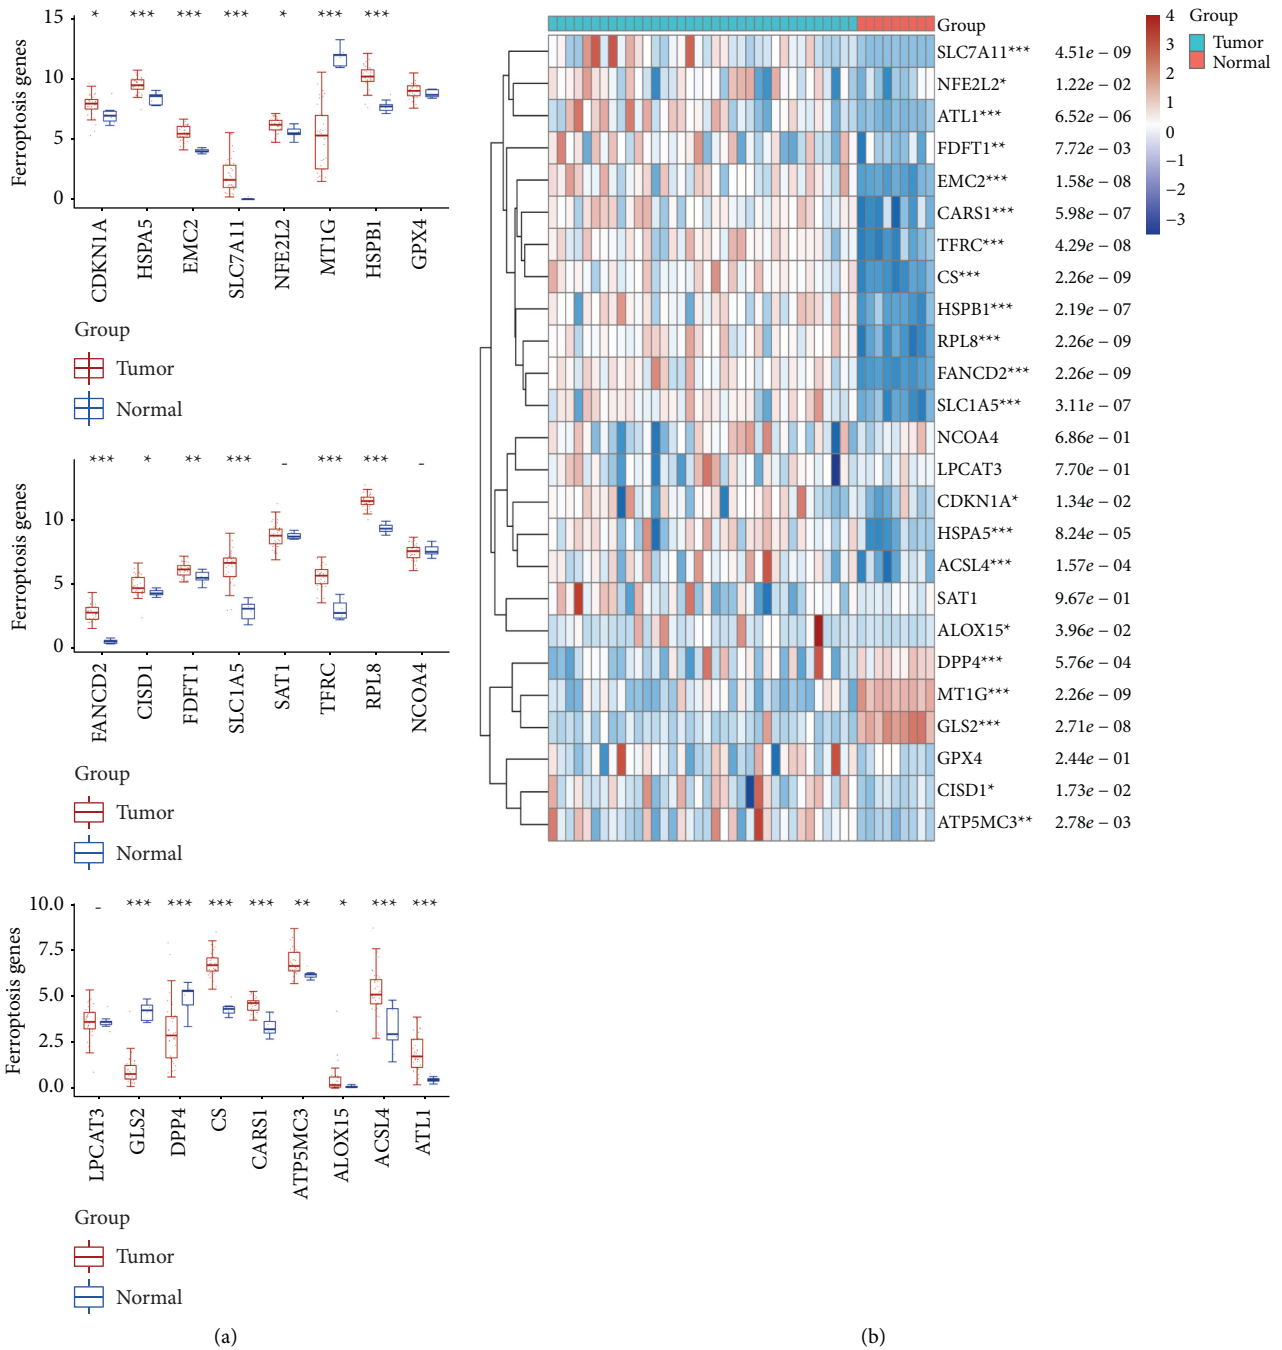 * *** *** *** * *** ***
15
10
5
0
Ferroptosis genes
CDKN1A
HSPA5
EMC2
SLC7A11
NFE2L2
MT1G
HSPB1
GPX4
Group
Tumor
Normal
*** * ** *** - *** *** -
10
5
0
Ferroptosis genes
FANCD2
CISD1
FDFT1
SLC1A5
SAT1
TFRC
RPL8
NCOA4
Group
Tumor
Normal
- *** *** *** *** ** * *** ***
10.0
7.5
5.0
2.5
0.0
Ferroptosis genes
LPCAT3
GLS2
DPP4
CS
CARS1
ATP5MC3
ALOX15
ACSL4
ATL1
Group
Tumor
Normal
(a)
Group
SLC7A11*** 4.51e − 09
NFE2L2* 1.22e − 02
ATL1*** 6.52e − 06
FDFT1** 7.72e − 03
EMC2*** 1.58e − 08
CARS1*** 5.98e − 07
TFRC*** 4.29e − 08
CS*** 2.26e − 09
HSPB1*** 2.19e − 07
RPL8*** 2.26e − 09
FANCD2*** 2.26e − 09
SLC1A5*** 3.11e − 07
NCOA4 6.86e − 01
LPCAT3 7.70e − 01
CDKN1A* 1.34e − 02
HSPA5*** 8.24e − 05
ACSL4*** 1.57e − 04
SAT1 9.67e − 01
ALOX15* 3.96e − 02
DPP4*** 5.76e − 04
MT1G*** 2.26e − 09
GLS2*** 2.71e − 08
GPX4 2.44e − 01
CISD1* 1.73e − 02
ATP5MC3** 2.78e − 03
4
3
2
1
0
−1
−2
−3
Group
Tumor
Normal
(b)